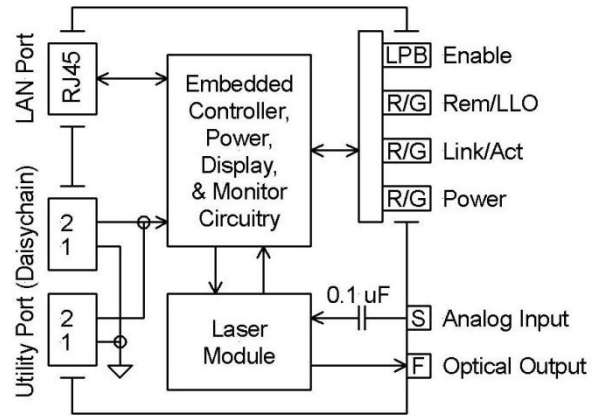 LAN Port
RJ45
Embedded
Controller,
Power,
Display,
& Monitor
Circuitry
LPB Enable
R/G Rem/LLO
R/G Link/Act
R/G Power
Utility Port (Daisychain)
2
1
2
1
Laser
Module
0.1 uF
S Analog Input
F Optical Output